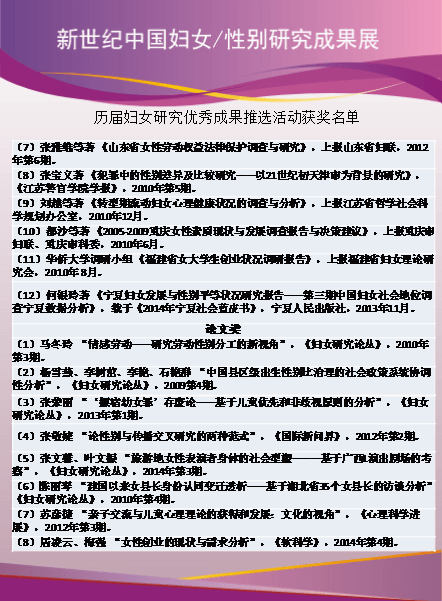 新世纪中国妇女/性别研究成果展
历届妇女研究优秀成果推选活动获奖名单
（7）张雅维等著《山东省女性劳动权益法律保护调查与研究》，上报山东省妇联，2012
年第6期。
（8）张宝义著《犯罪中的性别差异及比较研究——以21世纪初天津市为背景的研究》，
《江苏警官学院学报》，2010年第5期。
（9）刘雄等著《转型期流动妇女心理健康状况的调查与分析》，上报江苏省哲学社会科
学规划办公室，2010年12月。
（10）郝沙等著《2005-2009重庆女性素质现状与发展调查报告与决策建议》，上报重庆市
妇联、重庆市科委，2010年6月。
（11）华侨大学调研小组《福建省女大学生创业状况调研报告》，上报福建省妇女理论研
究会，2010年8月。
（12）何银玲著《宁夏妇女发展与性别平等状况研究报告——第三期中国妇女社会地位调
查宁夏数据分析》，载于《2014年宁夏社会蓝皮书》，宁夏人民出版社，2013年11月。
论文类
（1）马冬玲 “情感劳动——研究劳动性别分工的新视角”，《妇女研究论丛》，2010年
第3期。
（2）杨雪燕、李树茁、李艳、石艳群 “中国县区级出生性别比治理的社会政策系统协调
性分析”，《妇女研究论丛》，2009第4期。
（3）张荣丽 “‘嫖宿幼女罪’存废论——基于儿童优先和非歧视原则的分析”，《妇女
研究论丛》，2013年第1期。
（4）张敬婕 “论性别与传播交叉研究的两种范式”，《国际新闻界》，2012年第2期。
（5）张文馨、叶文振 “旅游地女性表演者身体的社会型塑——基于广西L演出剧场的考
察”，《妇女研究论丛》，2014年第3期。
（6）陈丽琴 “建国以来女县长身份认同变迁透析——基于湖北省35个女县长的访谈分析”
《妇女研究论丛》，2010年第4期。
（7）苏彦捷 “亲子交流与儿童心理理论的获得和发展：文化的视角”，《心理科学进
展》，2012年第3期。
（8）居凌云、梅强 “女性创业的现状与需求分析”，《软科学》，2014年第4期。